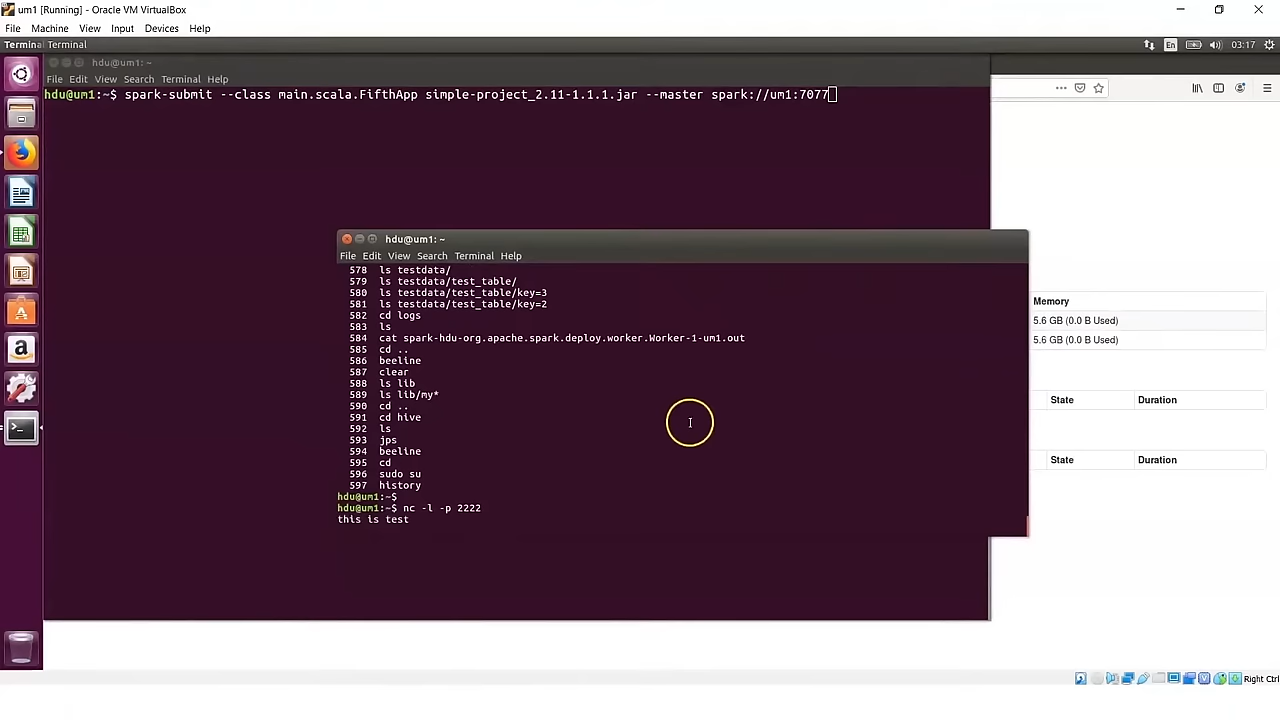 um1 [Running] - Oracle VM VirtualBox
File Machine View Input Devices Help
Termina Terminal
En 03:17
hdu@um1: ~
File Edit View Search Terminal Help
hdu@um1:~$ spark-submit --class main.scala.FifthApp simple-project_2.11-1.1.1.jar --master spark://um1:7077
hdu@um1: ~
File Edit View Search Terminal Help
578 ls testdata/
579 ls testdata/test_table/
580 ls testdata/test_table/key=3
581 ls testdata/test_table/key=2
582 cd logs
583 ls
584 cat spark-hdu-org.apache.spark.deploy.worker.Worker-1-um1.out
585 cd ..
586 beeline
587 clear
588 ls lib
589 ls lib/my*
590 cd ..
591 cd hive
592 ls
593 jps
594 beeline
595 cd
596 sudo su
597 history
hdu@um1:~$
hdu@um1:~$ nc -l -p 2222
this is test
Memory
5.6 GB (0.0 B Used)
5.6 GB (0.0 B Used)
State Duration
State Duration
Right Ctrl